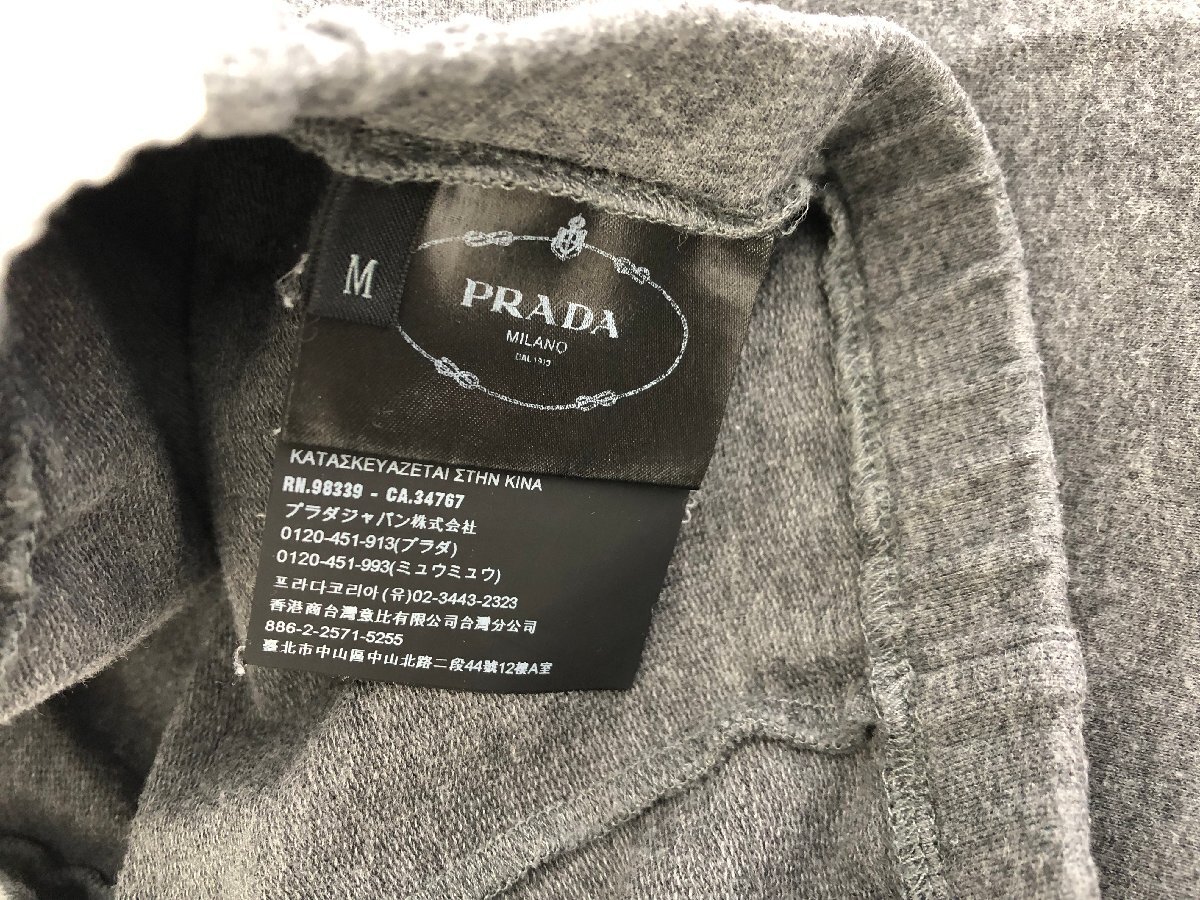 M
PRADA
MILANO
DAL 1913
ΚΑΤΑΣΚΕΥΑΖΕΤΑΙ ΣΤΗΝ ΚΙΝΑ
RN.98339 - CA.34767
プラダジャパン株式会社
0120-451-913(プラダ)
0120-451-993(ミュウミュウ)
프라다코리아(유)02-3443-2323
香港商台灣意比有限公司台灣分公司
886-2-2571-5255
臺北市中山區中山北路二段44號12樓A室